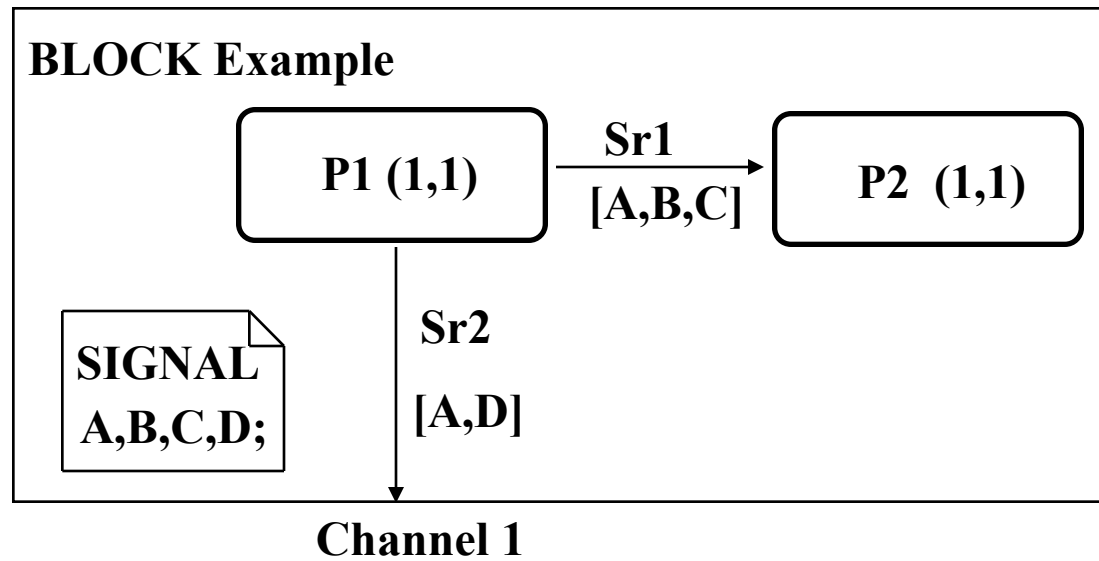 BLOCK Example
P1 (1,1)
Sr1
[A,B,C]
P2 (1,1)
Sr2
[A,D]
SIGNAL
A,B,C,D;
Channel 1